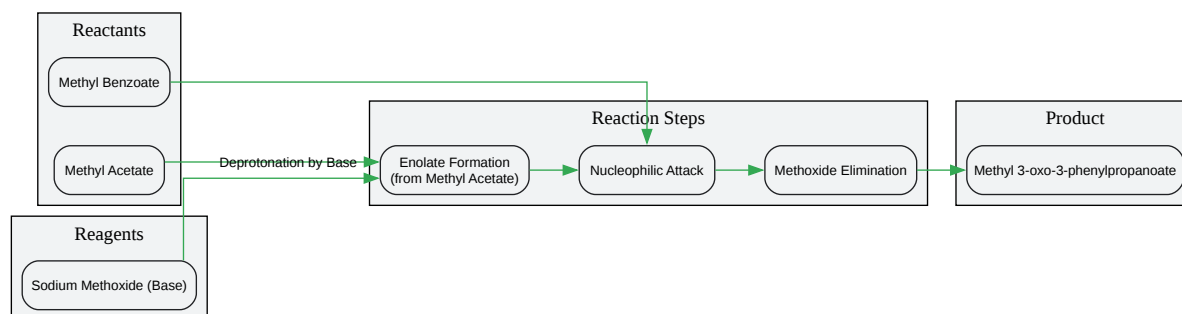 Reactants
Methyl Benzoate
Methyl Acetate
Reagents
Sodium Methoxide (Base)
Deprotonation by Base
Reaction Steps
Enolate Formation
(from Methyl Acetate)
Nucleophilic Attack
Methoxide Elimination
Product
Methyl 3-oxo-3-phenylpropanoate